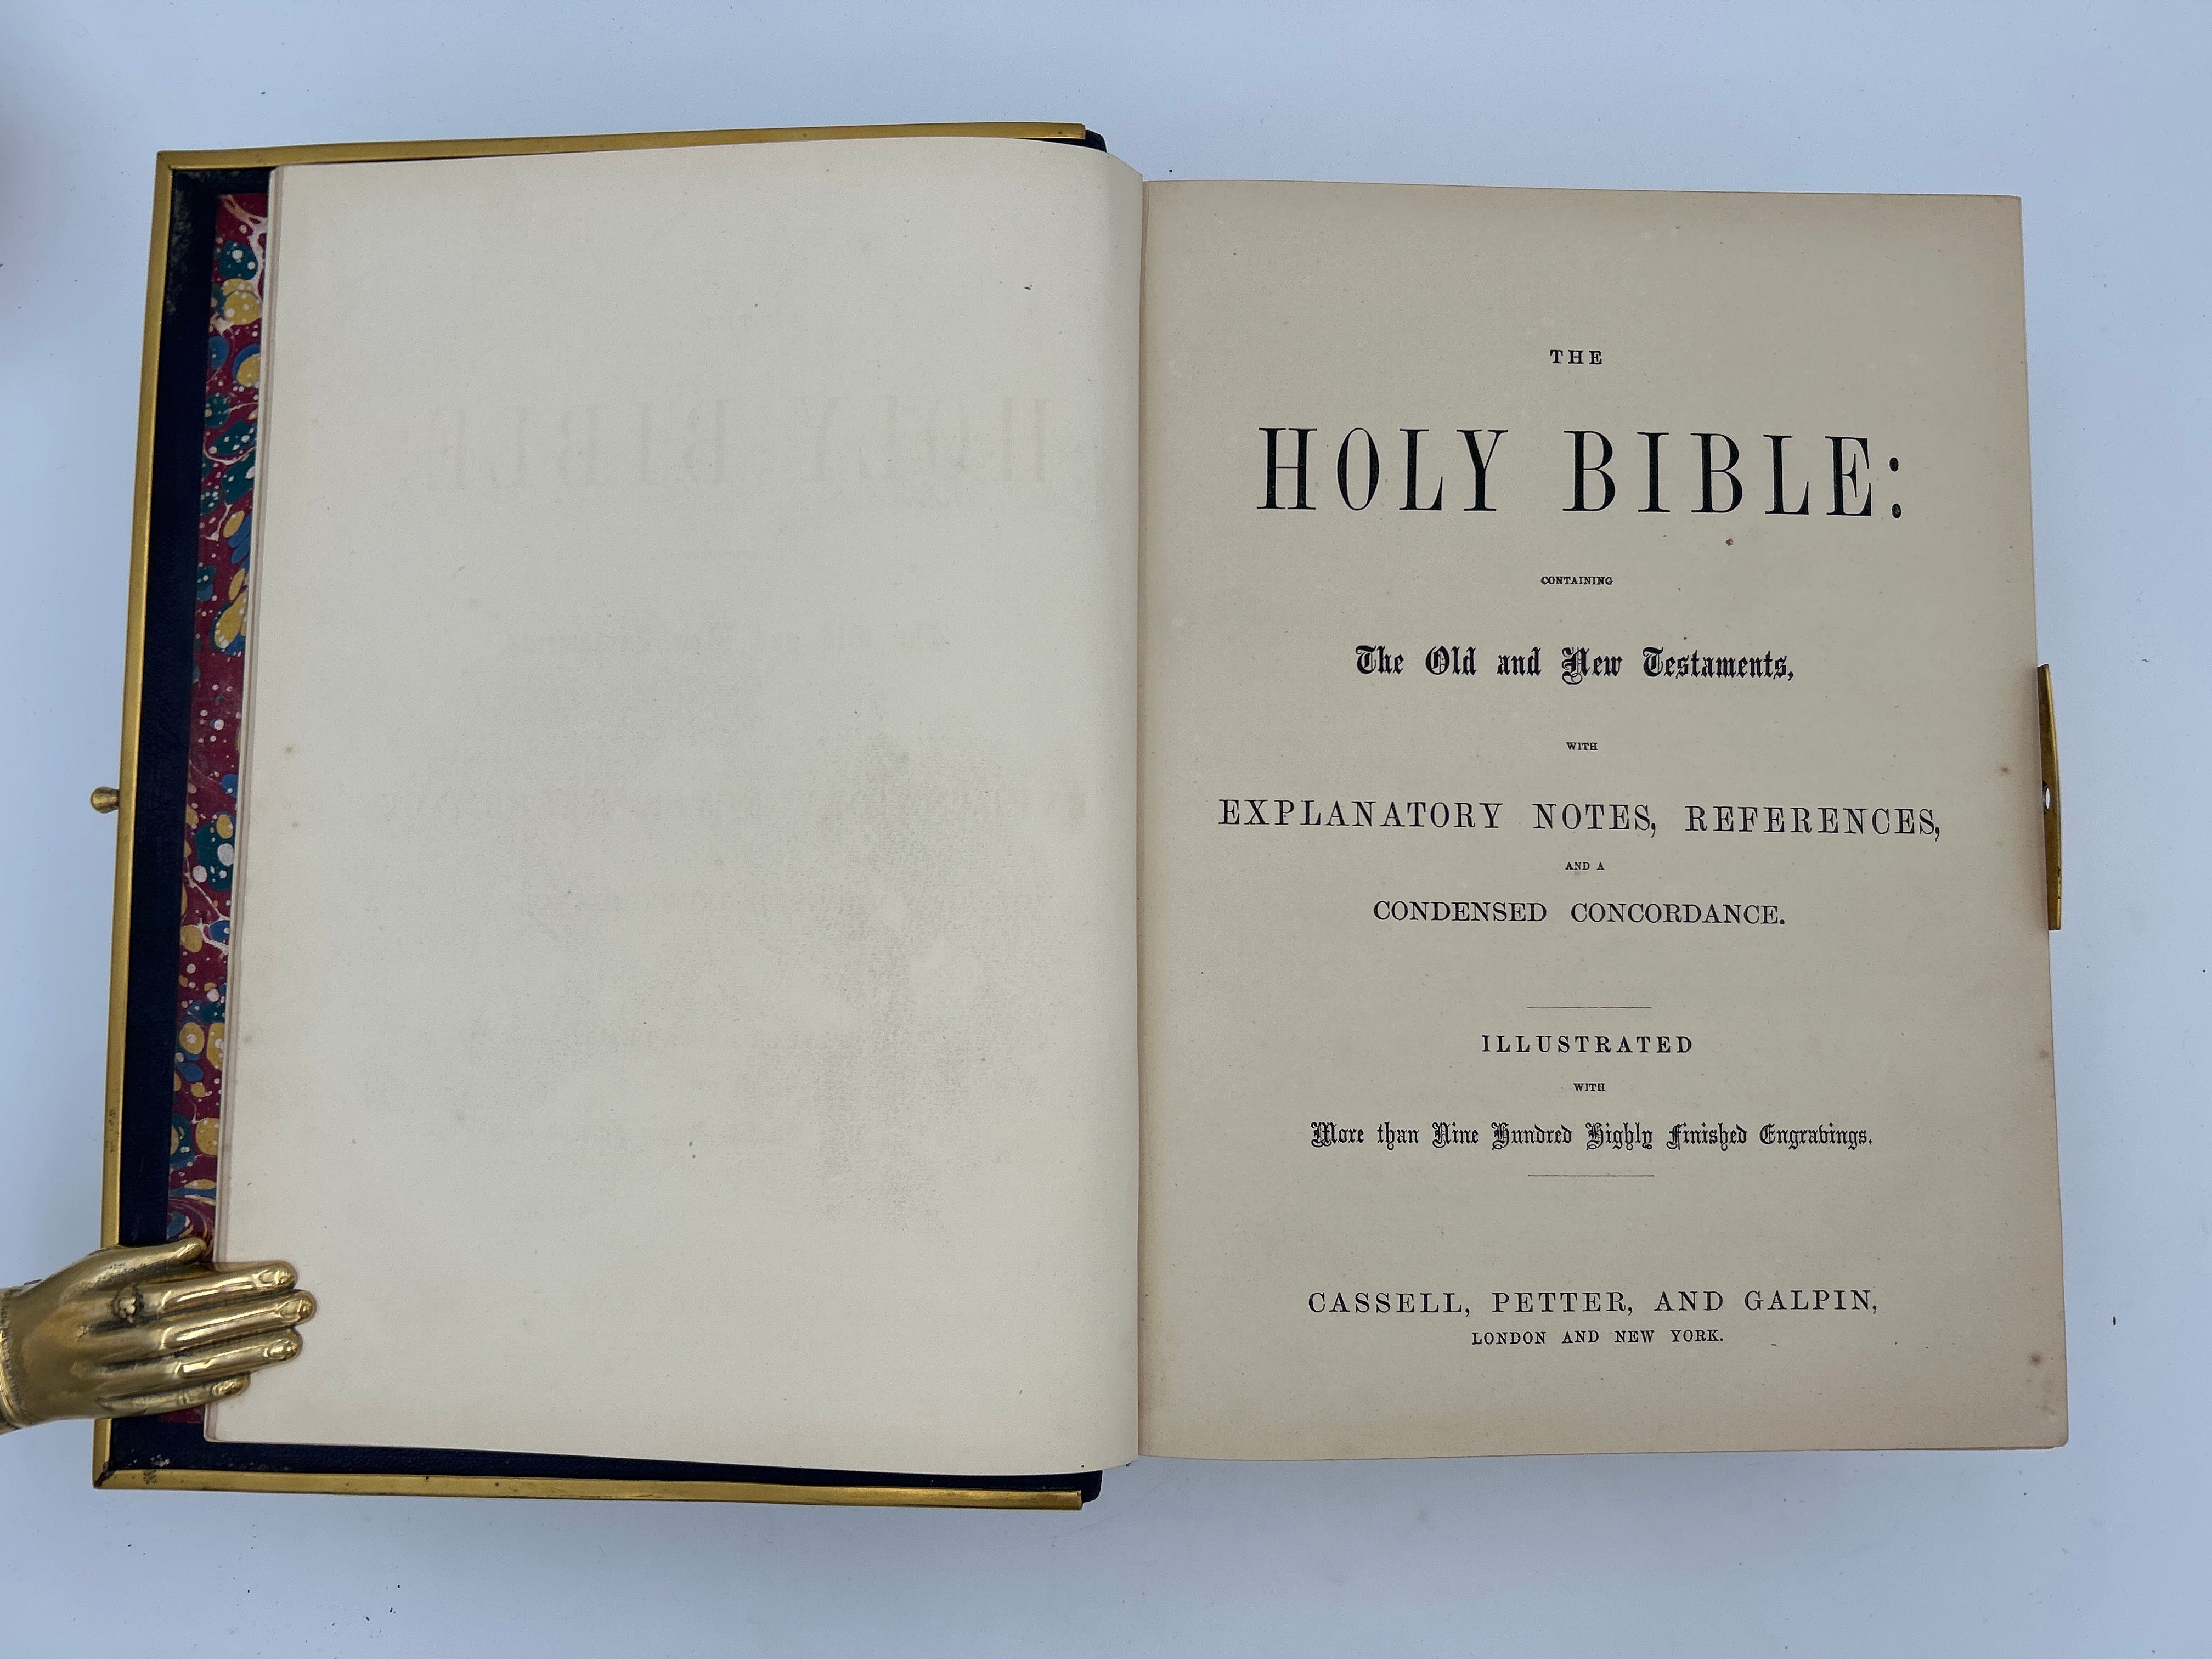 THE
HOLY BIBLE:
CONTAINING
The Old and New Testaments,
WITH
EXPLANATORY NOTES, REFERENCES,
AND A
CONDENSED CONCORDANCE.
ILLUSTRATED
WITH
More than Nine Hundred Highly Finished Engravings.
CASSELL, PETTER, AND GALPIN,
LONDON AND NEW YORK.